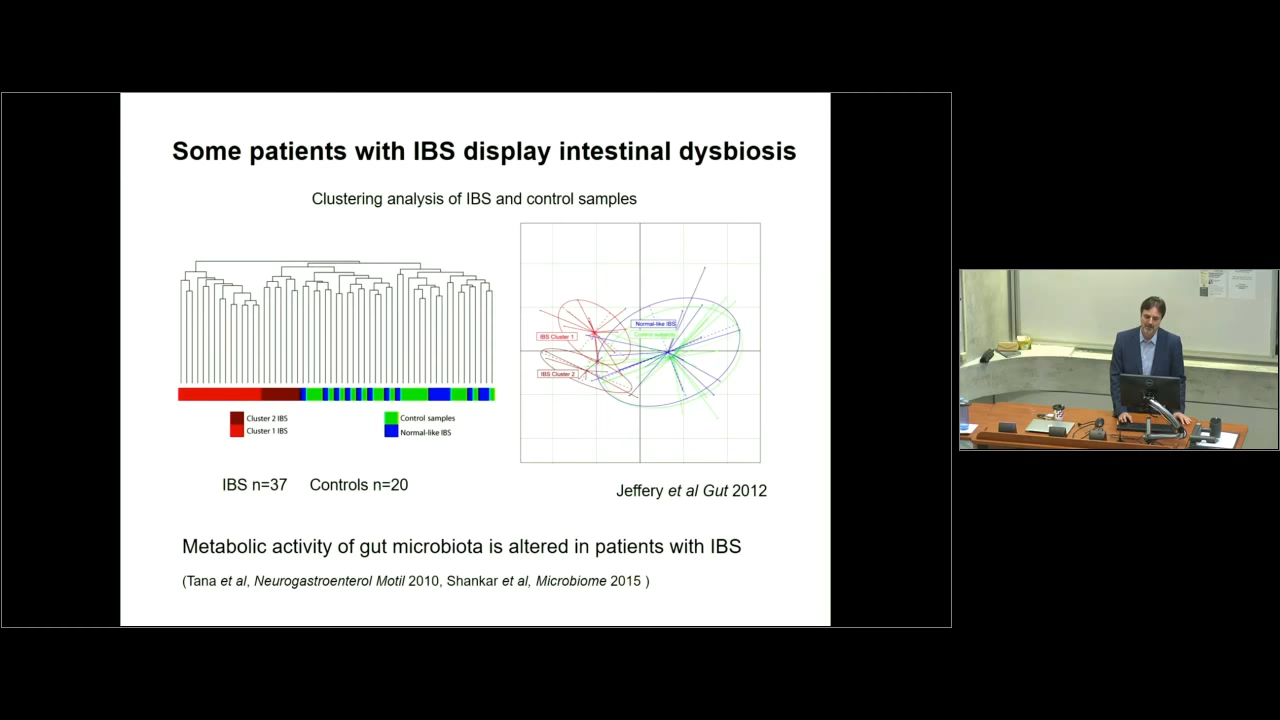 Some patients with IBS display intestinal dysbiosis
Clustering analysis of IBS and control samples
Normal-like IBS
Control samples
IBS Cluster 1
IBS Cluster 2
Cluster 2 IBS
Cluster 1 IBS
Control samples
Normal-like IBS
IBS n=37 Controls n=20
Jeffery et al Gut 2012
Metabolic activity of gut microbiota is altered in patients with IBS
(Tana et al, Neurogastroenterol Motil 2010, Shankar et al, Microbiome 2015 )